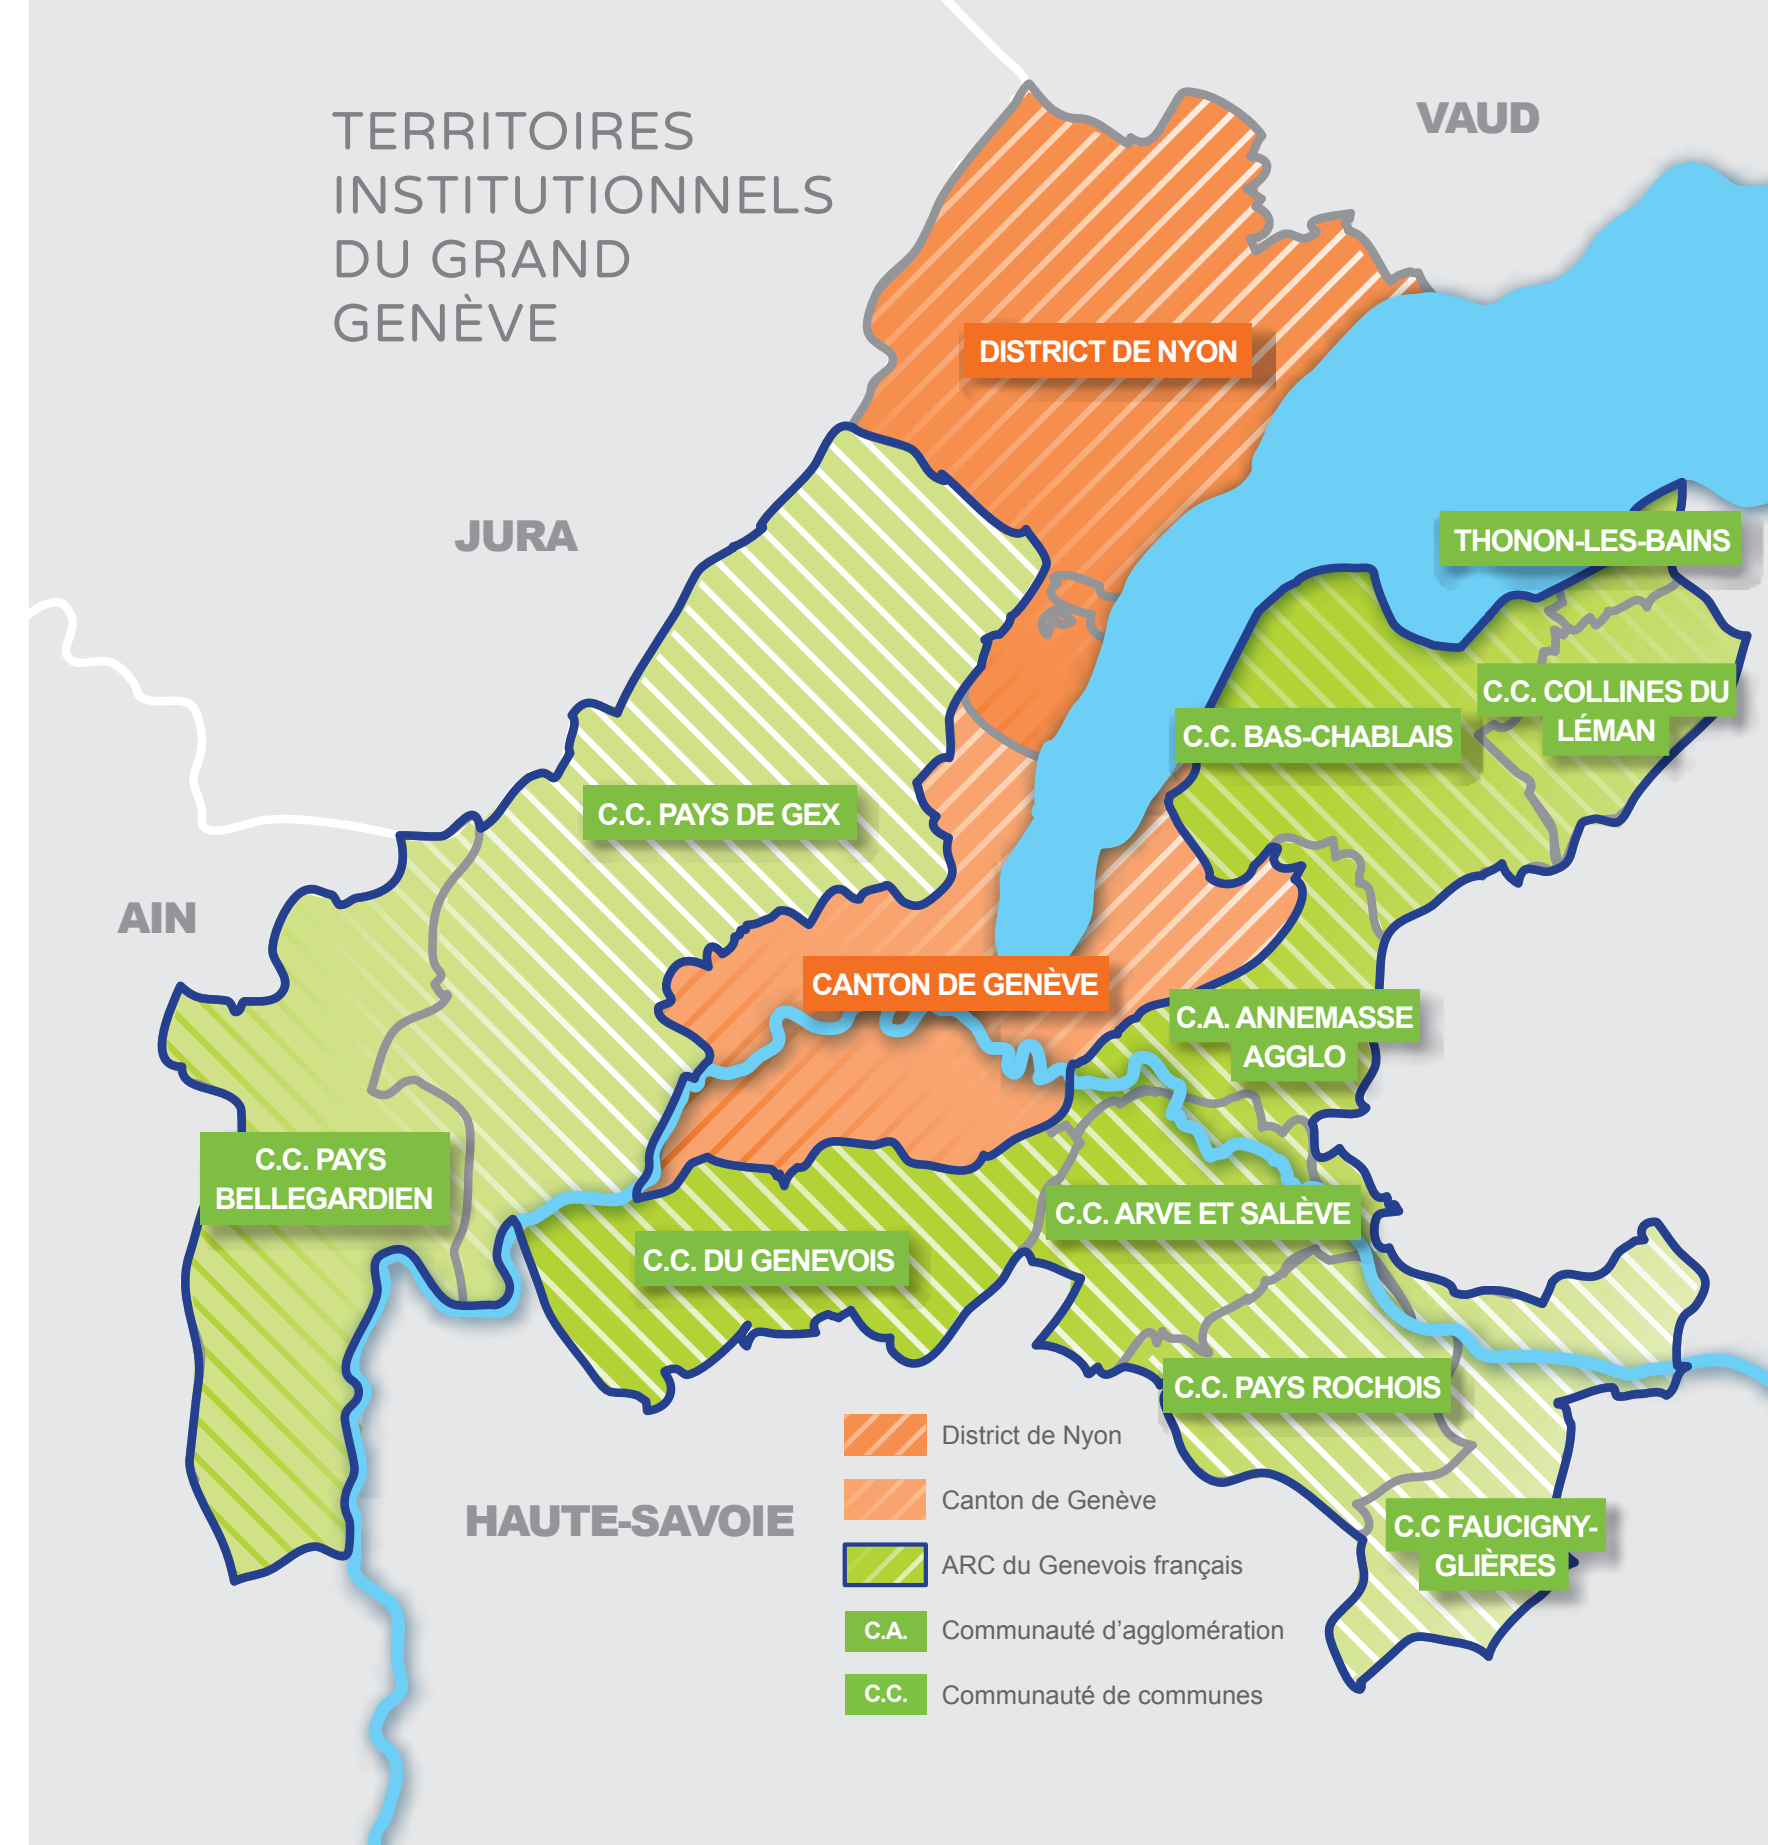 TERRITOIRES
INSTITUTIONNELS
DU GRAND
GENÈVE
VAUD
DISTRICT DE NYON
JURA
THONON-LES-BAINS
C.C. COLLINES DU
LÉMAN
C.C. BAS-CHABLAIS
C.C. PAYS DE GEX
AIN
CANTON DE GENÈVE
C.A. ANNEMASSE
AGGLO
C.C. PAYS
BELLEGARDIEN
C.C. ARVE ET SALÈVE
C.C. DU GENEVOIS
C.C. PAYS ROCHOIS
HAUTE-SAVOIE
C.C FAUCIGNY-
GLIÈRES
District de Nyon
Canton de Genève
ARC du Genevois français
C.A. Communauté d'agglomération
C.C. Communauté de communes